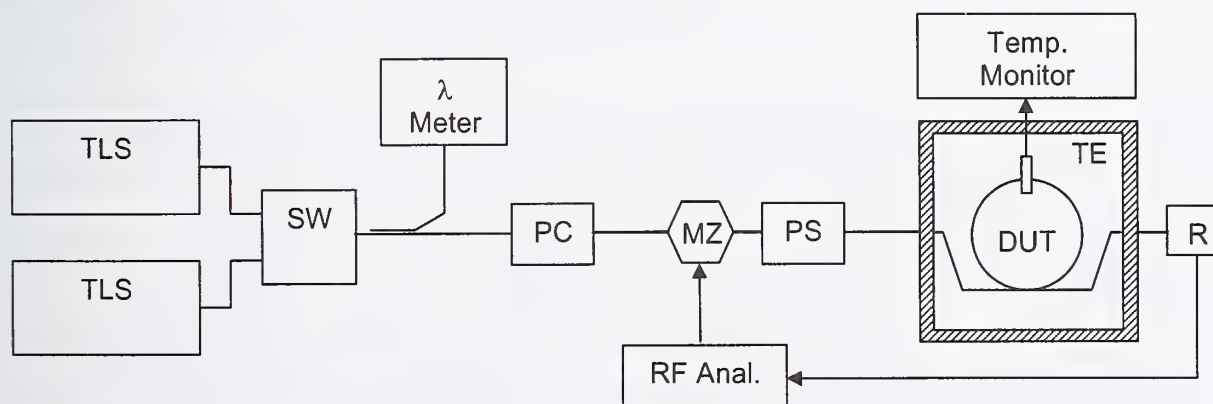 Temp.
Monitor
λ
Meter
TLS
TE
SW
PC
MZ
PS
DUT
R
TLS
RF Anal.